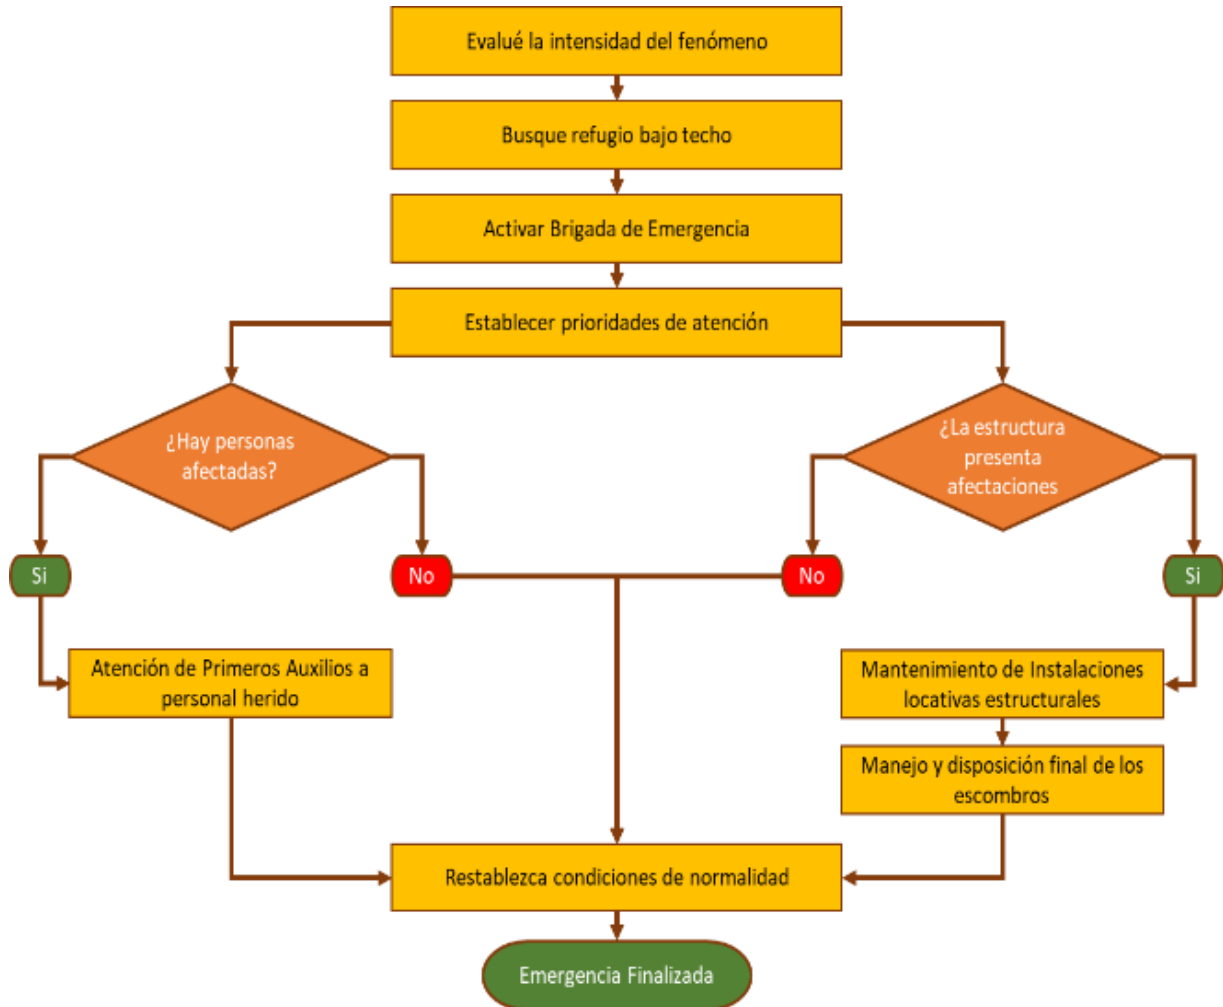 Evalué la intensidad del fenómeno
Busque refugio bajo techo
Activar Brigada de Emergencia
Establecer prioridades de atención
¿Hay personas
afectadas?
¿La estructura
presenta
afectaciones
Si
No
No
Si
Atención de Primeros Auxilios a
personal herido
Mantenimiento de Instalaciones
locativas estructurales
Manejo y disposición final de los
escombros
Restablezca condiciones de normalidad
Emergencia Finalizada